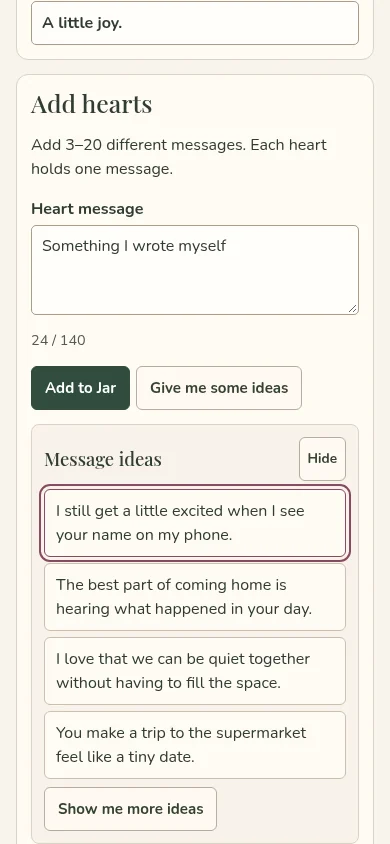 A little joy.
Add hearts
Add 3–20 different messages. Each heart
holds one message.
Heart message
Something I wrote myself
24 / 140
Add to Jar
Give me some ideas
Message ideas
Hide
I still get a little excited when I see
your name on my phone.
The best part of coming home is
hearing what happened in your day.
I love that we can be quiet together
without having to fill the space.
You make a trip to the supermarket
feel like a tiny date.
Show me more ideas